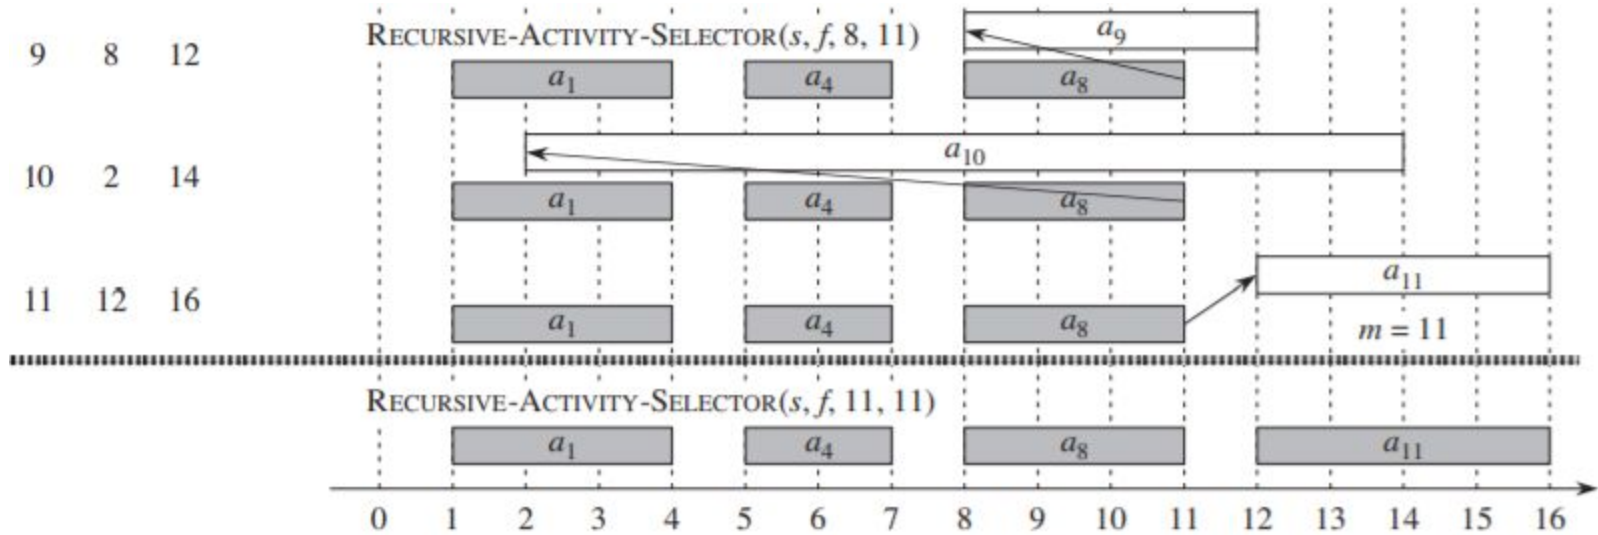 RECURSIVE-ACTIVITY-SELECTOR(s, f, 8, 11)
a9
9 8 12
a1 a4 a8
a10
10 2 14
a1 a4 a8
a11
11 12 16
a1 a4 a8 m = 11
RECURSIVE-ACTIVITY-SELECTOR(s, f, 11, 11)
a1 a4 a8 a11
0 1 2 3 4 5 6 7 8 9 10 11 12 13 14 15 16